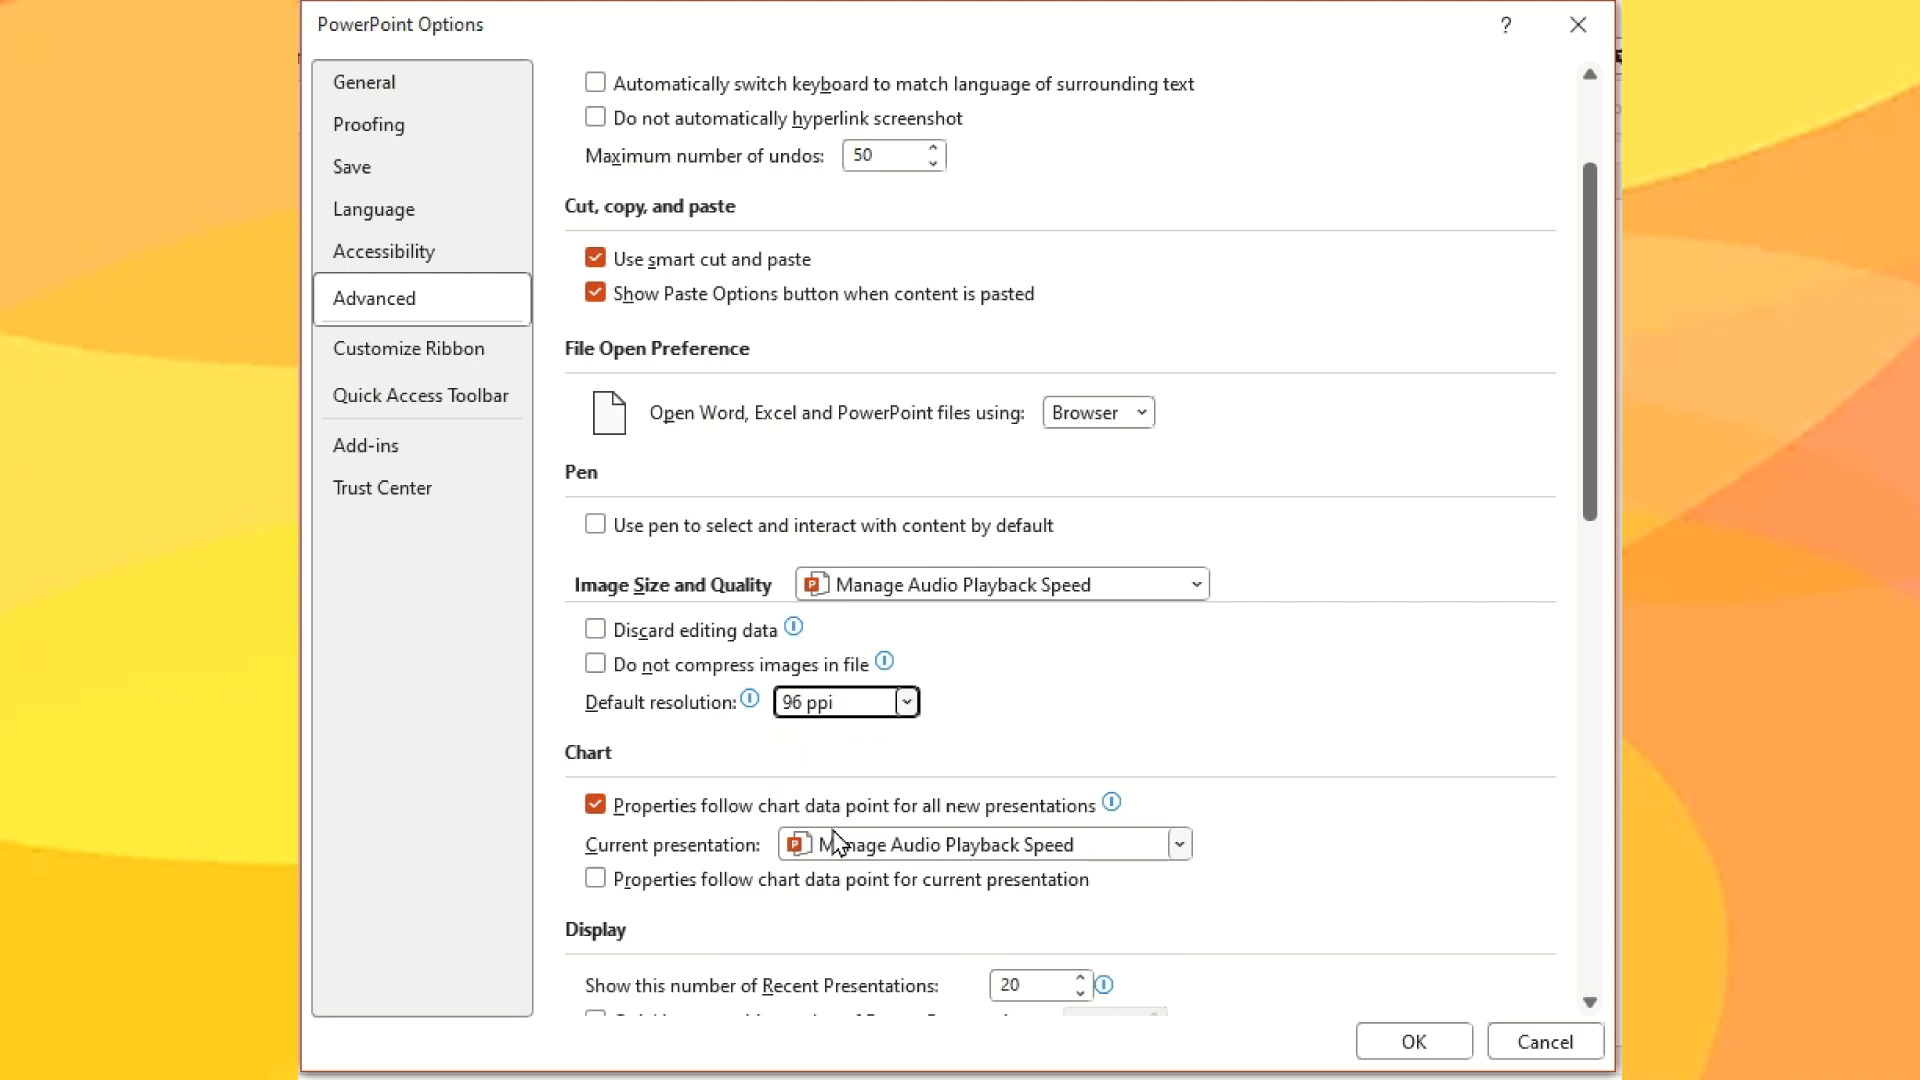 PowerPoint Options
?
General
Proofing
Save
Language
Accessibility
Advanced
Customize Ribbon
Quick Access Toolbar
Add-ins
Trust Center
Automatically switch keyboard to match language of surrounding text
Do not automatically hyperlink screenshot
Maximum number of undos: 50
Cut, copy, and paste
Use smart cut and paste
Show Paste Options button when content is pasted
File Open Preference
Open Word, Excel and PowerPoint files using: Browser
Pen
Use pen to select and interact with content by default
Image Size and Quality Manage Audio Playback Speed
Discard editing data
Do not compress images in file
Default resolution: 96 ppi
Chart
Properties follow chart data point for all new presentations
Current presentation: Manage Audio Playback Speed
Properties follow chart data point for current presentation
Display
Show this number of Recent Presentations: 20
OK
Cancel